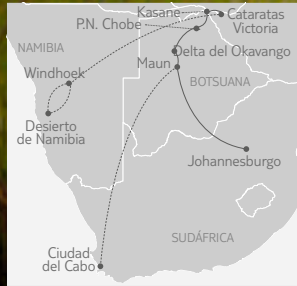 Kasane
Cataratas
Victoria
P.N. Chobe
NAMIBIA
Delta del Okavango
Windhoek
Maun
BOTSUANA
Desierto
de Namibia
Johannesburgo
SUDÁFRICA
Ciudad
del Cabo